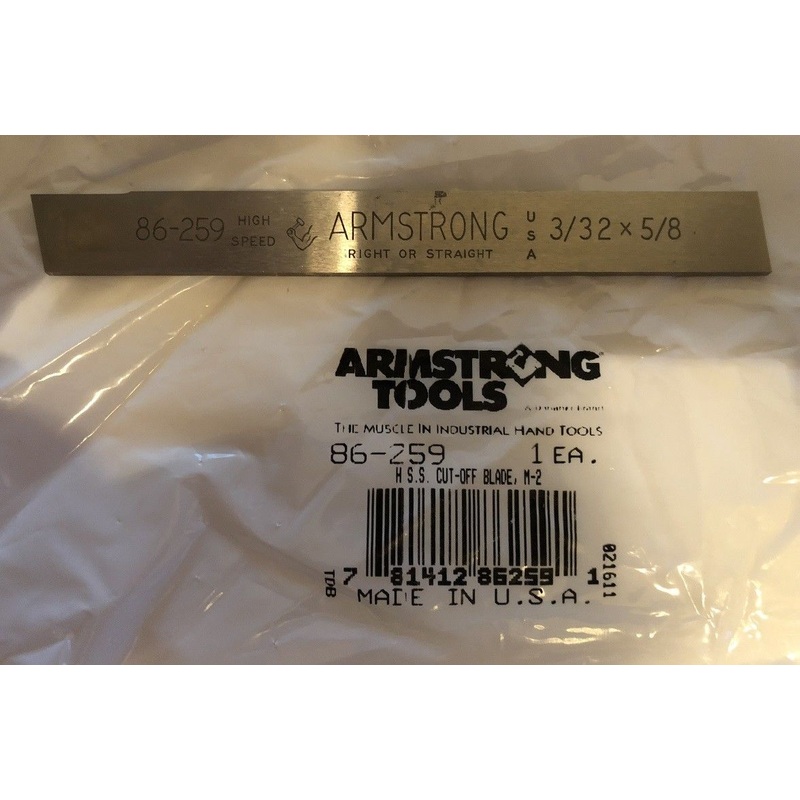 86-259 HIGH SPEED ARMSTRONG USA 3/32 x 5/8
RIGHT OR STRAIGHT
ARMSTRONG
TOOLS
THE MUSCLE IN INDUSTRIAL HAND TOOLS
86-259 1 EA.
H.S.S. CUT-OFF BLADE, M-2
7 81412 86259 1
TDB
021611
MADE IN U.S.A.